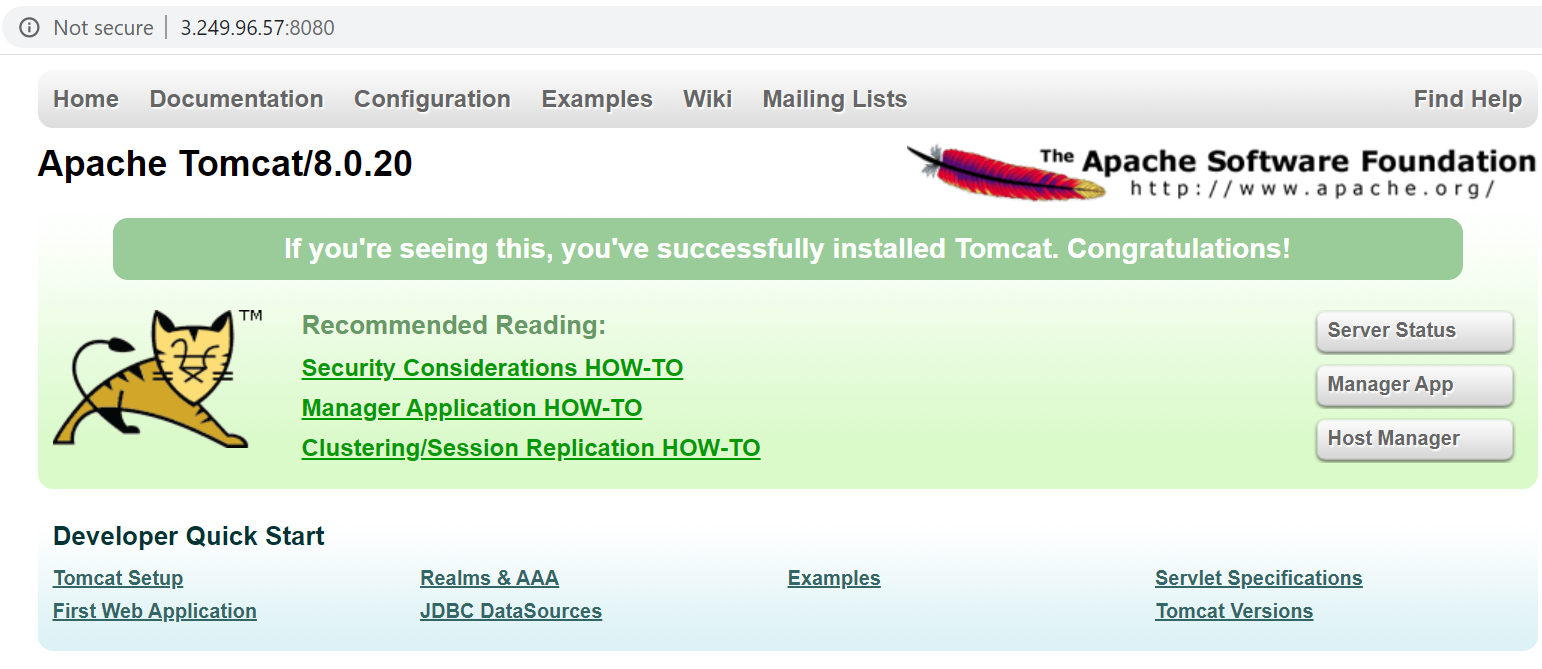 Not secure 3.249.96.57:8080
Home Documentation Configuration Examples Wiki Mailing Lists Find Help
Apache Tomcat/8.0.20
The Apache Software Foundation
http://www.apache.org/
If you're seeing this, you've successfully installed Tomcat. Congratulations!
TM
Recommended Reading:
Security Considerations HOW-TO
Manager Application HOW-TO
Clustering/Session Replication HOW-TO
Server Status
Manager App
Host Manager
Developer Quick Start
Tomcat Setup
First Web Application
Realms & AAA
JDBC DataSources
Examples
Servlet Specifications
Tomcat Versions